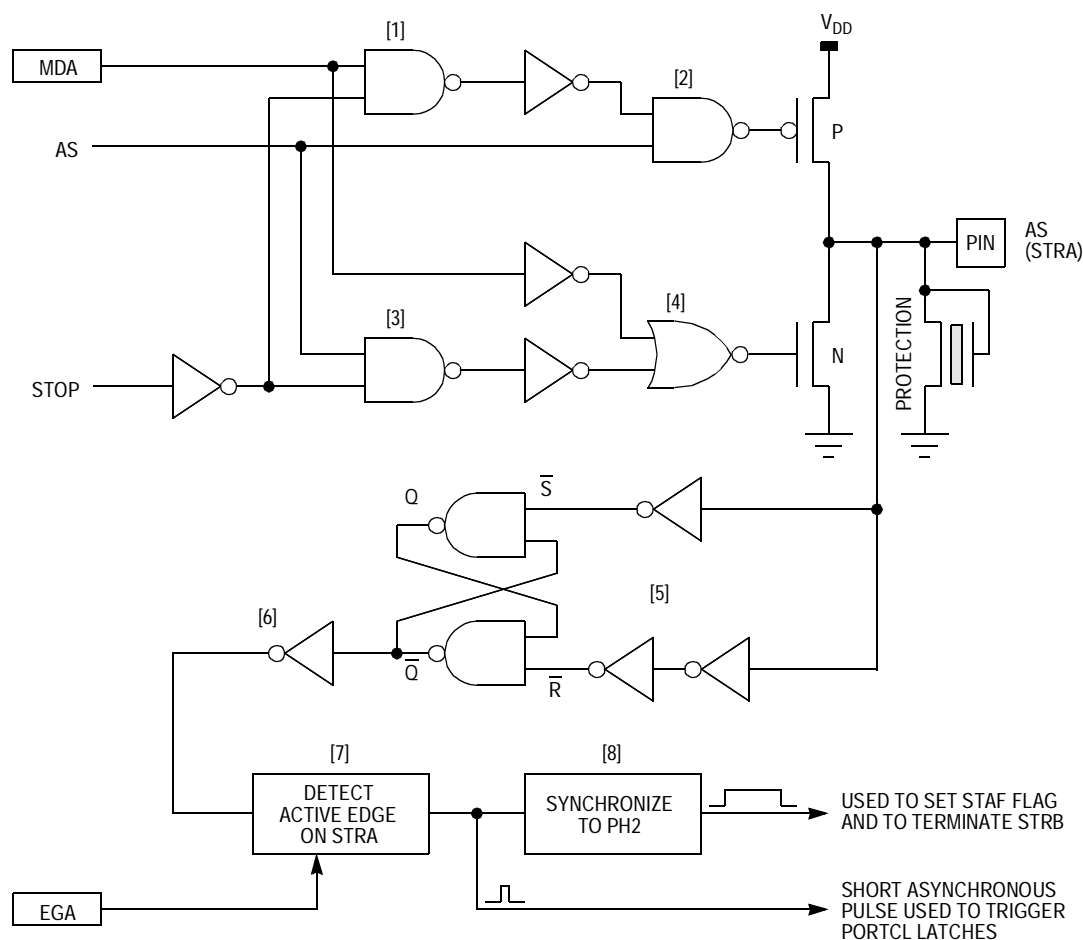 [1]
V_DD
MDA
[2]
P
AS
PIN
AS
(STRA)
[3]
[4]
N
PROTECTION
STOP
Q
S̅
[6]
[5]
Q̅
R̅
[7]
[8]
DETECT
ACTIVE EDGE
ON STRA
SYNCHRONIZE
TO PH2
USED TO SET STAF FLAG
AND TO TERMINATE STRB
EGA
SHORT ASYNCHRONOUS
PULSE USED TO TRIGGER
PORTCL LATCHES